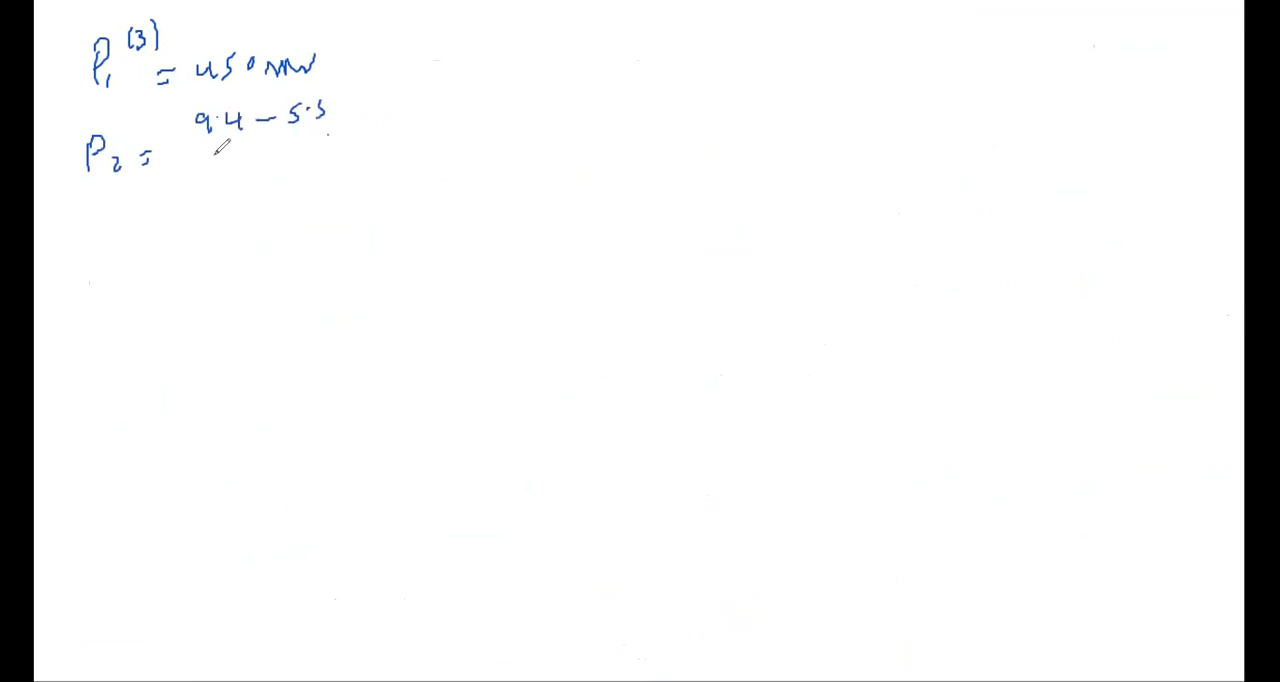 P₁⁽³⁾ = 450 MW
9.4 - 5.5
P₂ =